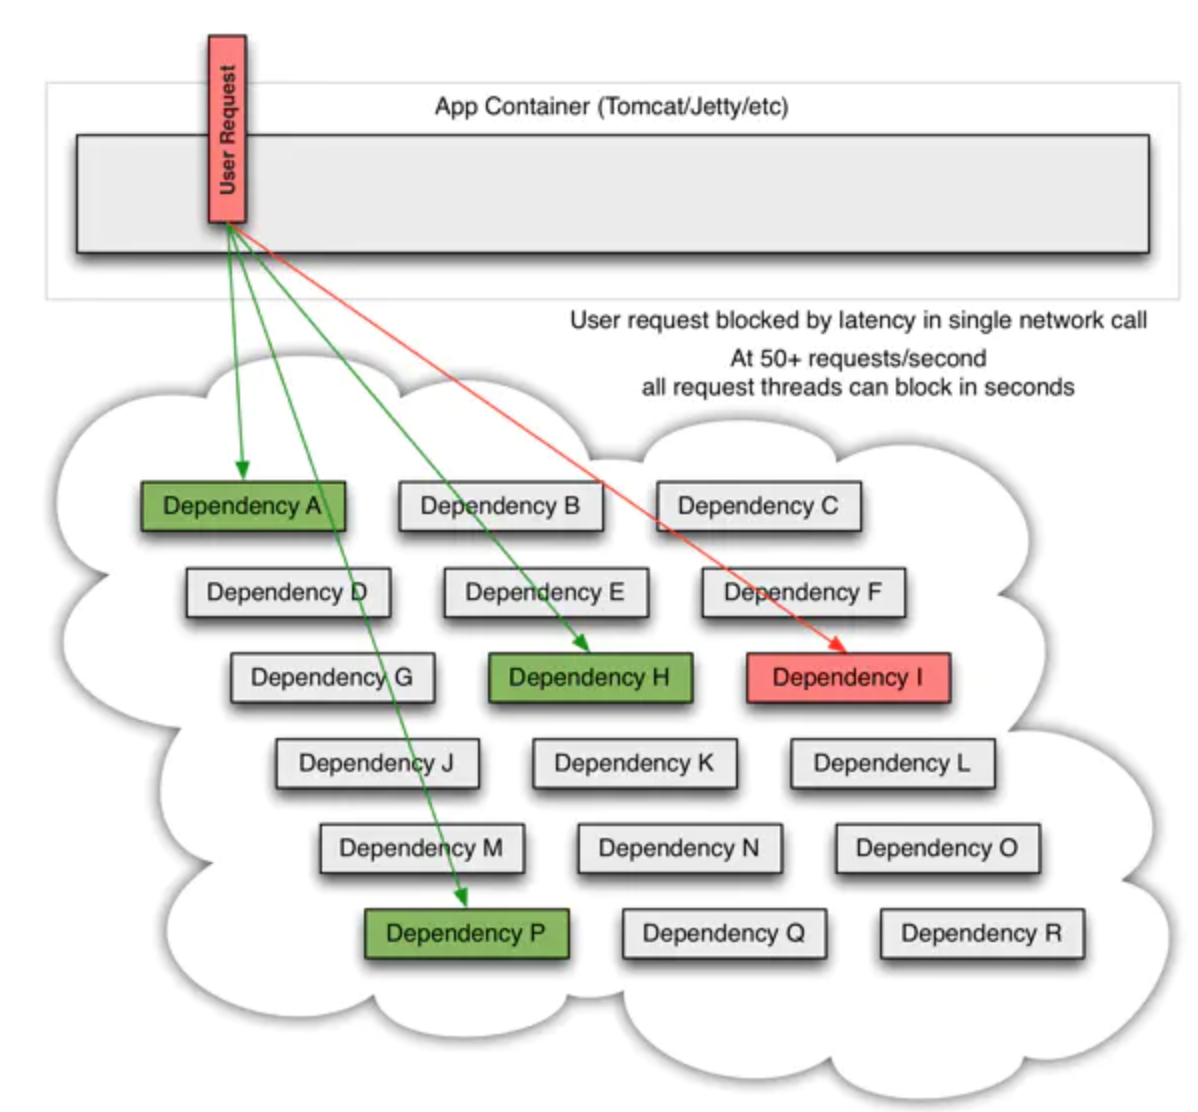 User Request
App Container (Tomcat/Jetty/etc)
User request blocked by latency in single network call
At 50+ requests/second
all request threads can block in seconds
Dependency A
Dependency B
Dependency C
Dependency D
Dependency E
Dependency F
Dependency G
Dependency H
Dependency I
Dependency J
Dependency K
Dependency L
Dependency M
Dependency N
Dependency O
Dependency P
Dependency Q
Dependency R